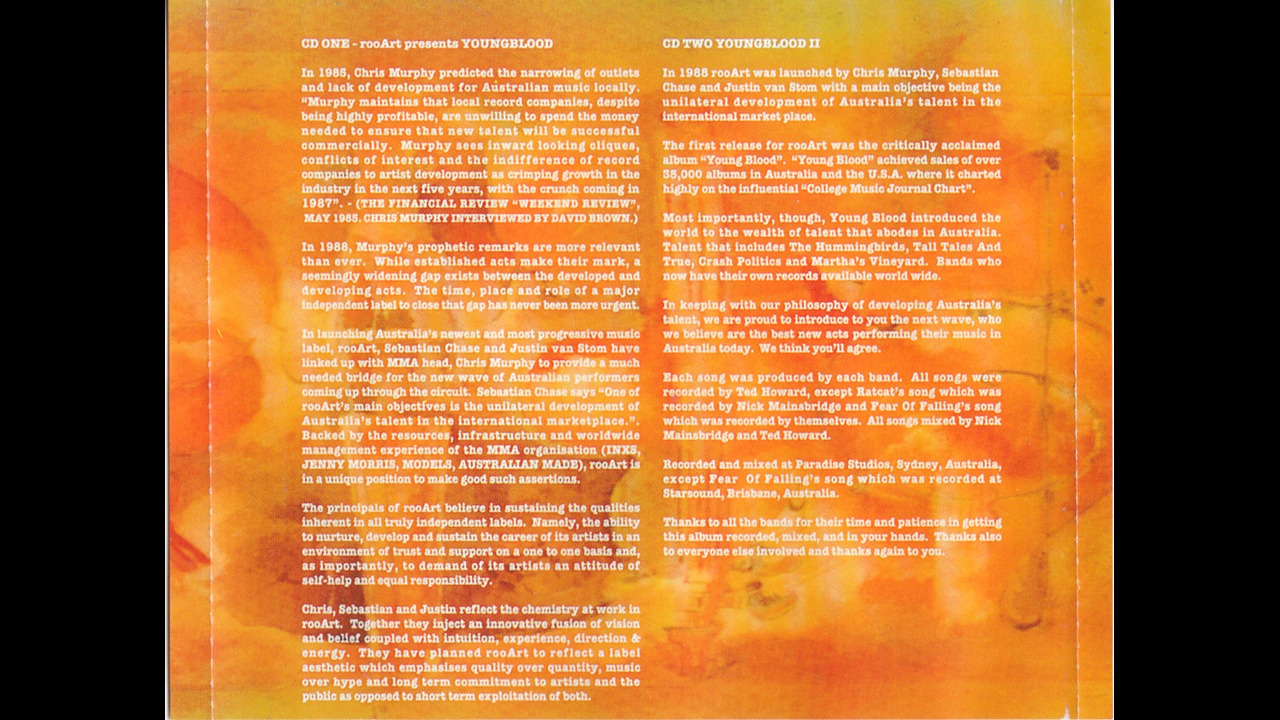 CD ONE - rooArt presents YOUNGBLOOD
In 1985, Chris Murphy predicted the narrowing of outlets
and lack of development for Australian music locally.
“Murphy maintains that local record companies, despite
being highly profitable, are unwilling to spend the money
needed to ensure that new talent will be successful
commercially. Murphy sees inward looking cliques,
conflicts of interest and the indifference of record
companies to artist development as crimping growth in the
industry in the next five years, with the crunch coming in
1987”. - (THE FINANCIAL REVIEW “WEEKEND REVIEW”,
MAY 1985. CHRIS MURPHY INTERVIEWED BY DAVID BROWN.)
In 1988, Murphy's prophetic remarks are more relevant
than ever. While established acts make their mark, a
seemingly widening gap exists between the developed and
developing acts. The time, place and role of a major
independent label to close that gap has never been more urgent.
In launching Australia's newest and most progressive music
label, rooArt, Sebastian Chase and Justin van Stom have
linked up with MMA head, Chris Murphy to provide a much
needed bridge for the new wave of Australian performers
coming up through the circuit. Sebastian Chase says “One of
rooArt's main objectives is the unilateral development of
Australia's talent in the international marketplace.”.
Backed by the resources, infrastructure and worldwide
management experience of the MMA organisation (INXS,
JENNY MORRIS, MODELS, AUSTRALIAN MADE), rooArt is
in a unique position to make good such assertions.
The principals of rooArt believe in sustaining the qualities
inherent in all truly independent labels. Namely, the ability
to nurture, develop and sustain the career of its artists in an
environment of trust and support on a one to one basis and,
as importantly, to demand of its artists an attitude of
self-help and equal responsibility.
Chris, Sebastian and Justin reflect the chemistry at work in
rooArt. Together they inject an innovative fusion of vision
and belief coupled with intuition, experience, direction &
energy. They have planned rooArt to reflect a label
aesthetic which emphasises quality over quantity, music
over hype and long term commitment to artists and the
public as opposed to short term exploitation of both.
CD TWO YOUNGBLOOD II
In 1988 rooArt was launched by Chris Murphy, Sebastian
Chase and Justin van Stom with a main objective being the
unilateral development of Australia's talent in the
international market place.
The first release for rooArt was the critically acclaimed
album “Young Blood”. “Young Blood” achieved sales of over
35,000 albums in Australia and the U.S.A. where it charted
highly on the influential “College Music Journal Chart”.
Most importantly, though, Young Blood introduced the
world to the wealth of talent that abodes in Australia.
Talent that includes The Hummingbirds, Tall Tales And
True, Crash Politics and Martha's Vineyard. Bands who
now have their own records available world wide.
In keeping with our philosophy of developing Australia's
talent, we are proud to introduce to you the next wave, who
we believe are the best new acts performing their music in
Australia today. We think you'll agree.
Each song was produced by each band. All songs were
recorded by Ted Howard, except Ratcat's song which was
recorded by Nick Mainsbridge and Fear Of Falling's song
which was recorded by themselves. All songs mixed by Nick
Mainsbridge and Ted Howard.
Recorded and mixed at Paradise Studios, Sydney, Australia,
except Fear Of Falling's song which was recorded at
Starsound, Brisbane, Australia.
Thanks to all the bands for their time and patience in getting
this album recorded, mixed, and in your hands. Thanks also
to everyone else involved and thanks again to you.